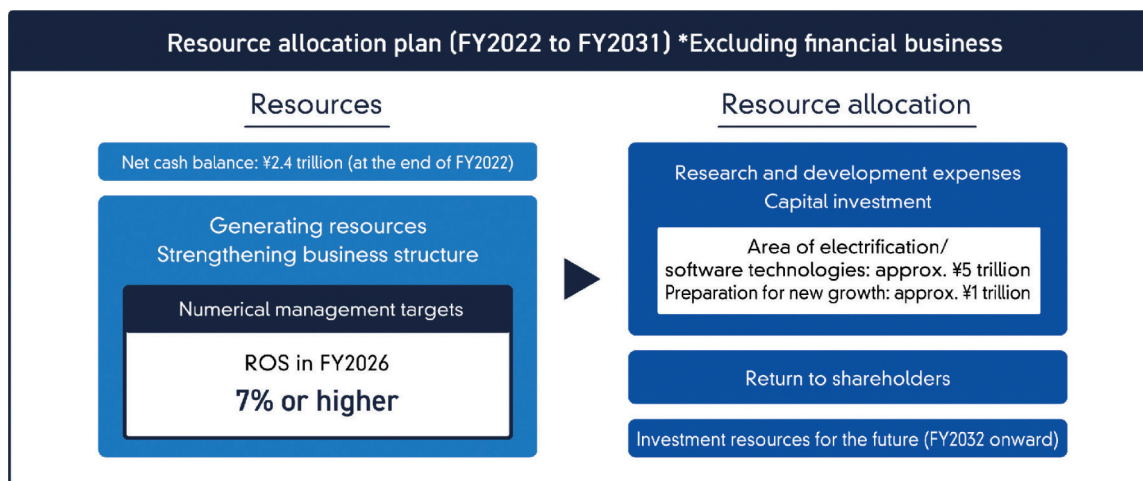 Resource allocation plan (FY2022 to FY2031) *Excluding financial business
Resources
Net cash balance: ¥2.4 trillion (at the end of FY2022)
Generating resources
Strengthening business structure
Numerical management targets
ROS in FY2026
7% or higher
Resource allocation
Research and development expenses
Capital investment
Area of electrification/
software technologies: approx. ¥5 trillion
Preparation for new growth: approx. ¥1 trillion
Return to shareholders
Investment resources for the future (FY2032 onward)